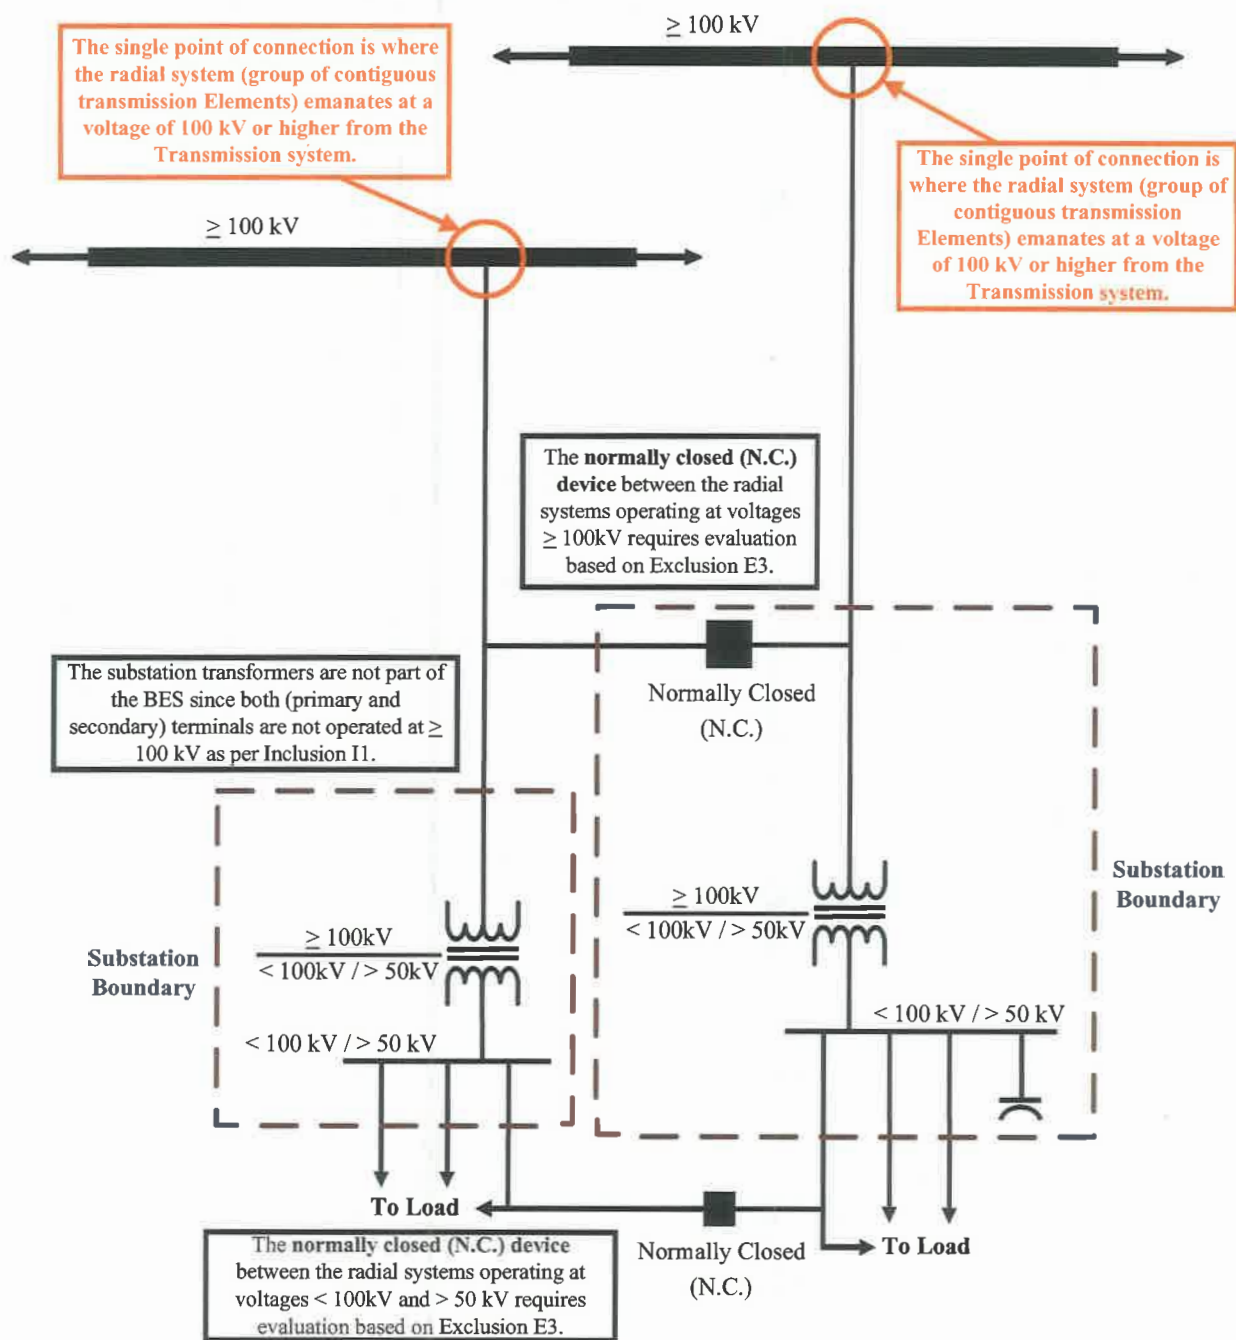 ≥ 100 kV
The single point of connection is where
the radial system (group of contiguous
transmission Elements) emanates at a
voltage of 100 kV or higher from the
Transmission system.
The single point of connection is
where the radial system (group of
contiguous transmission
Elements) emanates at a voltage
of 100 kV or higher from the
Transmission system.
≥ 100 kV
The normally closed (N.C.)
device between the radial
systems operating at voltages
≥ 100kV requires evaluation
based on Exclusion E3.
The substation transformers are not part of
the BES since both (primary and
secondary) terminals are not operated at ≥
100 kV as per Inclusion I1.
Normally Closed
(N.C.)
Substation
Boundary
≥ 100kV
< 100kV / > 50kV
≥ 100kV
< 100kV / > 50kV
Substation
Boundary
< 100 kV / > 50 kV
< 100 kV / > 50 kV
To Load
Normally Closed
(N.C.)
To Load
The normally closed (N.C.) device
between the radial systems operating at
voltages < 100kV and > 50 kV requires
evaluation based on Exclusion E3.